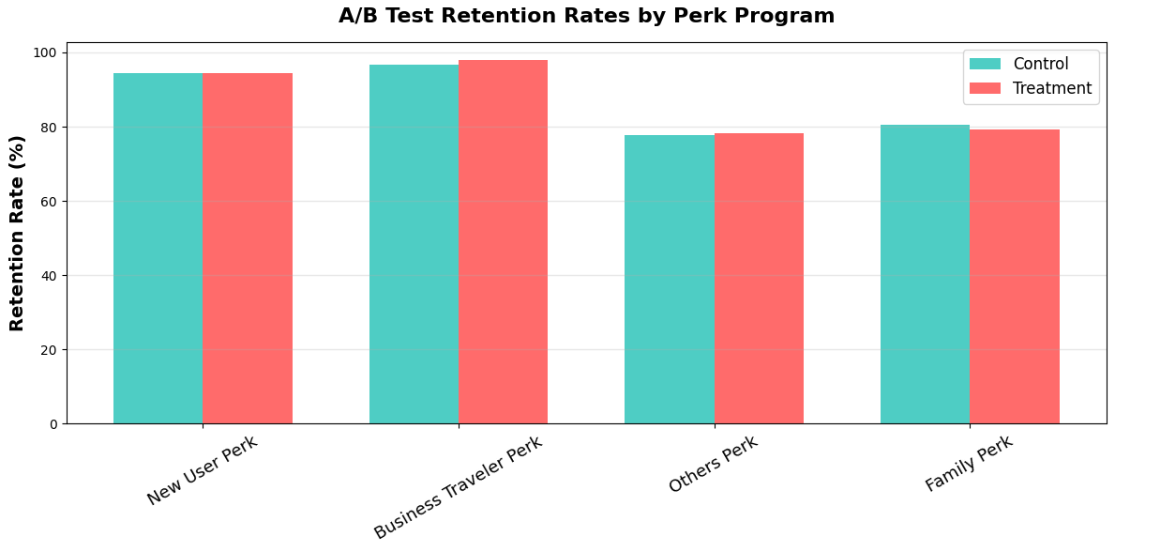 A/B Test Retention Rates by Perk Program
Retention Rate (%)
100
80
60
40
20
0
Control
Treatment
New User Perk
Business Traveler Perk
Others Perk
Family Perk